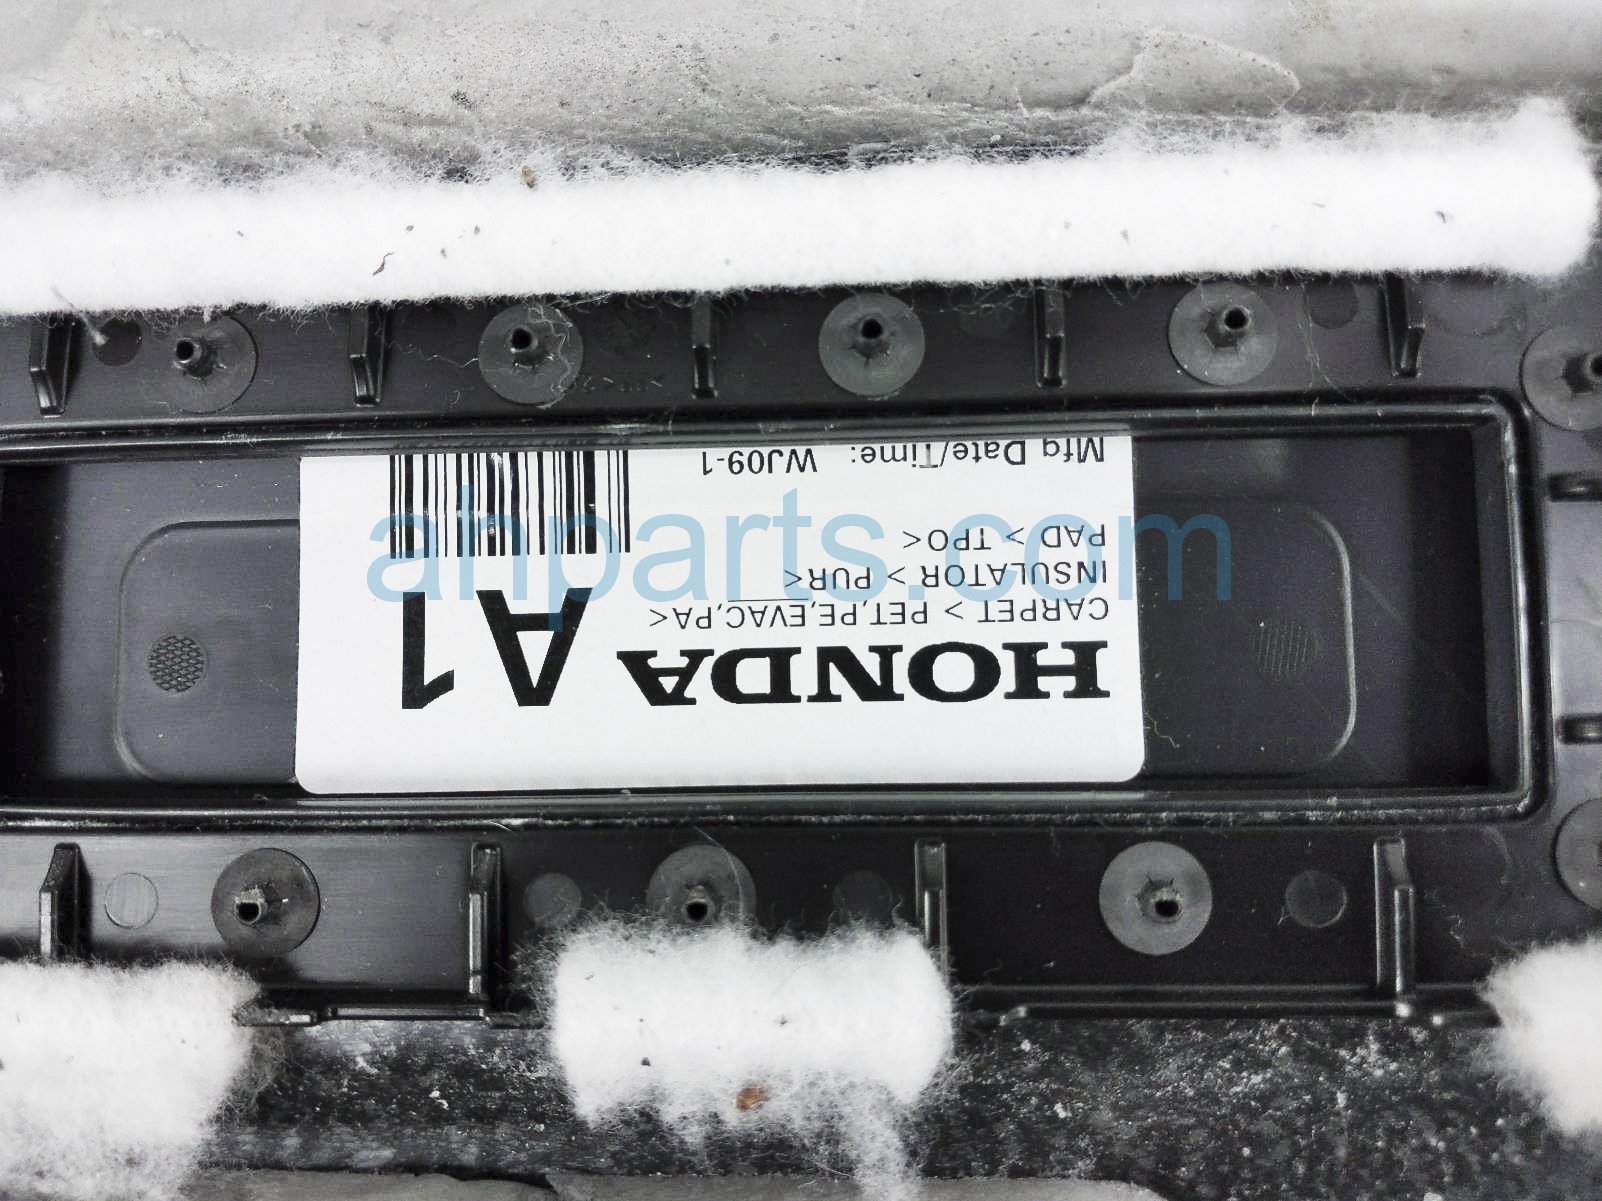 HONDA A1
CARPET > PET,PE,EVAC,PA<
INSULATOR > PUR<
PAD > TPO<
Mfg Date/Time: WJ09-1
ahparts.com